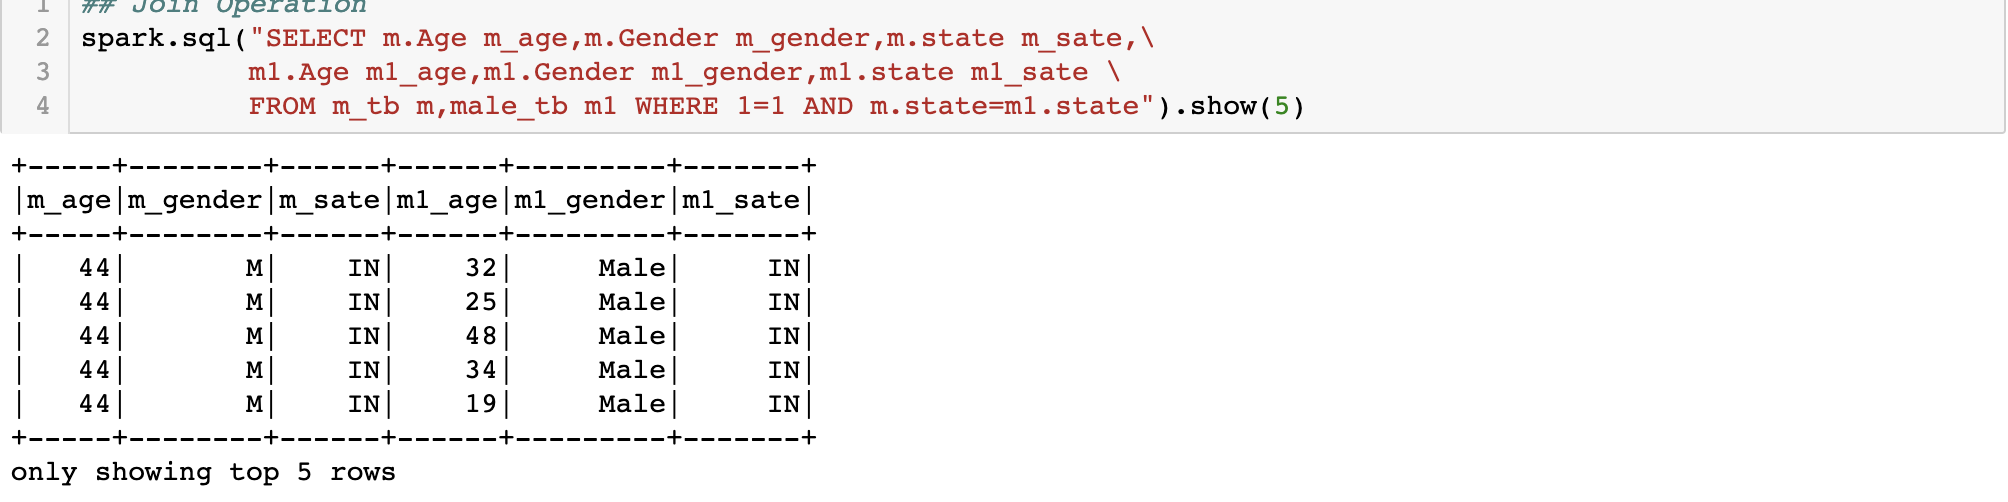 1 ## Join Operation
2 spark.sql("SELECT m.Age m_age,m.Gender m_gender,m.state m_sate,\
3           m1.Age m1_age,m1.Gender m1_gender,m1.state m1_sate \
4           FROM m_tb m,male_tb m1 WHERE 1=1 AND m.state=m1.state").show(5)
+-----+--------+------+------+---------+-------+
|m_age|m_gender|m_sate|m1_age|m1_gender|m1_sate|
+-----+--------+------+------+---------+-------+
|   44|       M|    IN|    32|     Male|     IN|
|   44|       M|    IN|    25|     Male|     IN|
|   44|       M|    IN|    48|     Male|     IN|
|   44|       M|    IN|    34|     Male|     IN|
|   44|       M|    IN|    19|     Male|     IN|
+-----+--------+------+------+---------+-------+
only showing top 5 rows